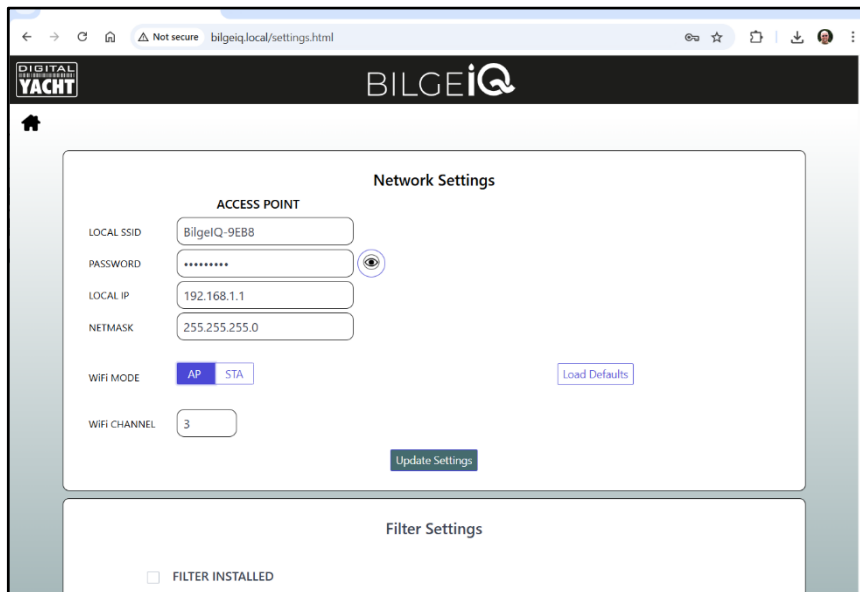 Not secure bilgeiq.local/settings.html
DIGITAL
YACHT
BILGEiQ
Network Settings
ACCESS POINT
LOCAL SSID BilgeIQ-9EB8
PASSWORD •••••••••
LOCAL IP 192.168.1.1
NETMASK 255.255.255.0
WiFi MODE AP STA Load Defaults
WiFi CHANNEL 3
Update Settings
Filter Settings
FILTER INSTALLED